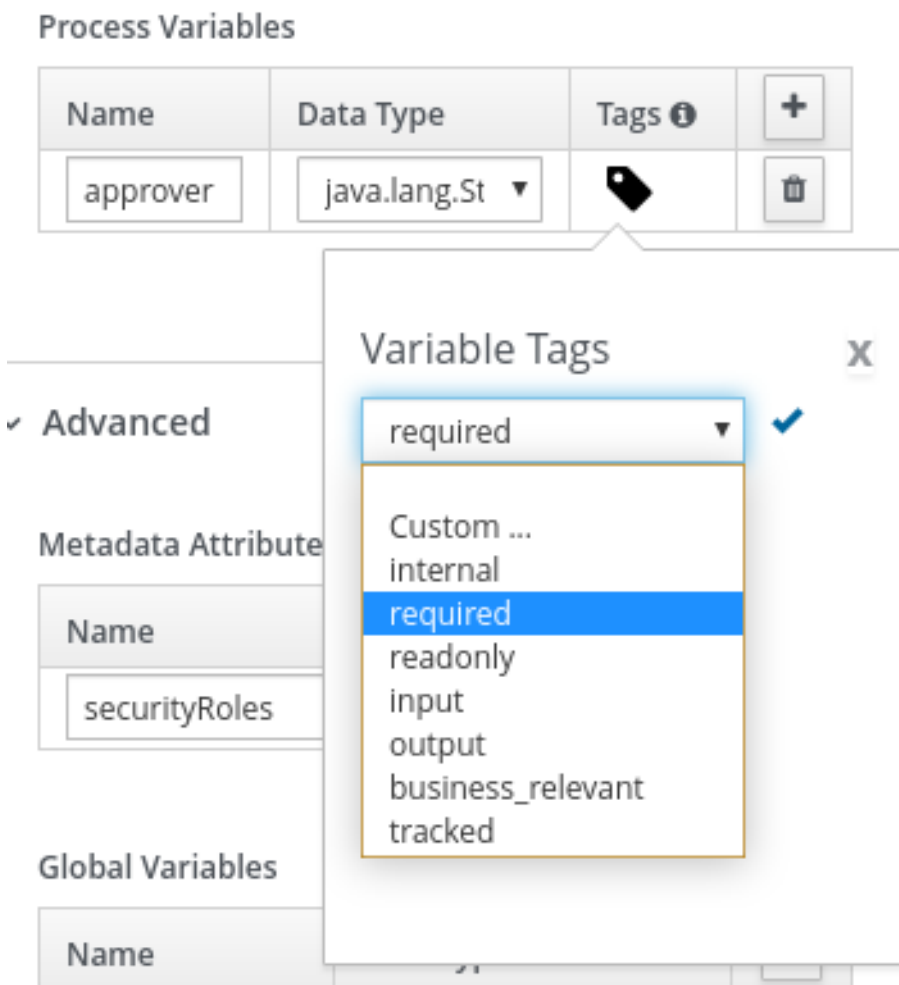 Process Variables
Name Data Type Tags
approver java.lang.St
Variable Tags X
required
Advanced
Custom ...
internal
required
readonly
input
output
business_relevant
tracked
Metadata Attribute
Name
securityRoles
Global Variables
Name